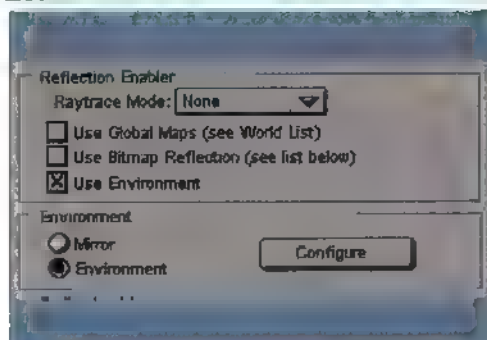 Reflection Enabler
Raytrace Mode: None
Use Global Maps (see World List)
Use Bitmap Reflection (see list below)
Use Environment
Environment
Mirror
Environment
Configure